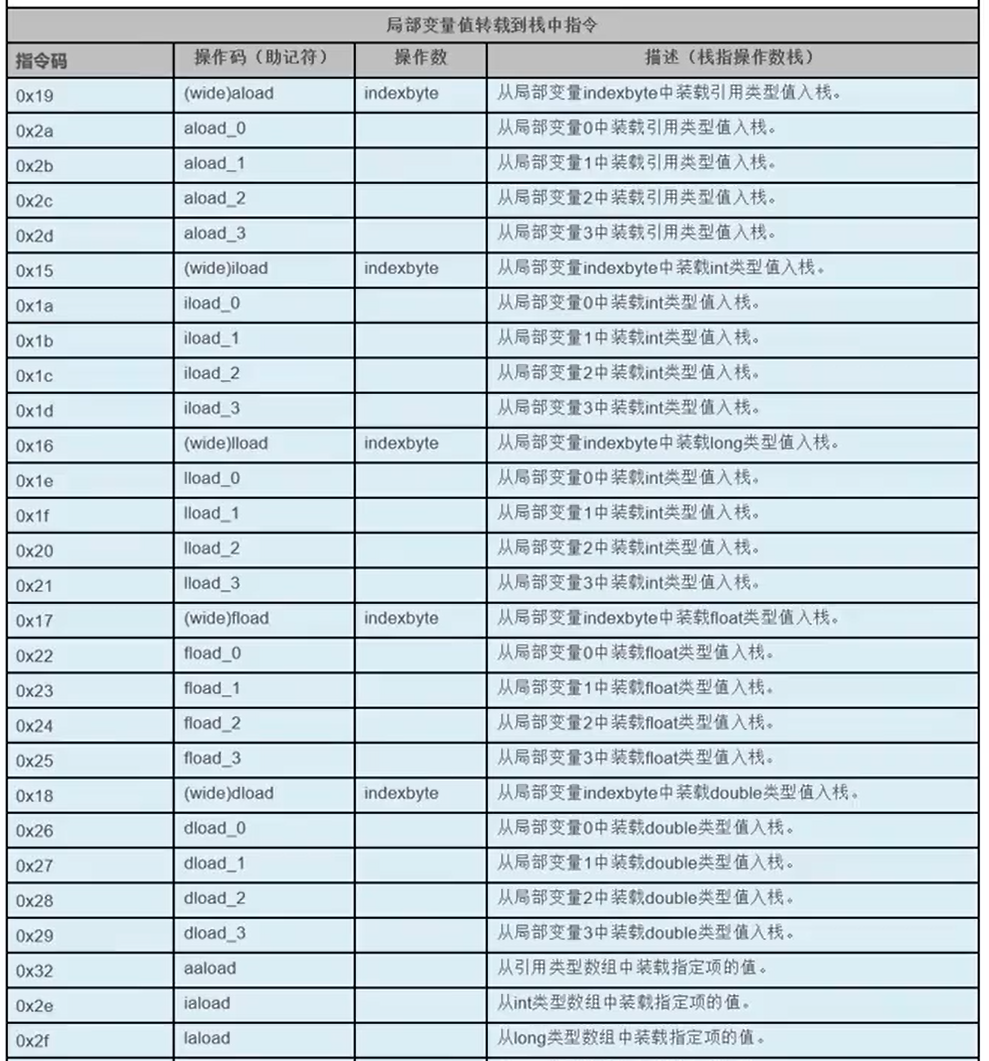 局部变量值转载到栈中指令
指令码 操作码（助记符） 操作数 描述（栈指操作数栈）
0x19 (wide)aload indexbyte 从局部变量indexbyte中装载引用类型值入栈。
0x2a aload_0 从局部变量0中装载引用类型值入栈。
0x2b aload_1 从局部变量1中装载引用类型值入栈。
0x2c aload_2 从局部变量2中装载引用类型值入栈。
0x2d aload_3 从局部变量3中装载引用类型值入栈。
0x15 (wide)iload indexbyte 从局部变量indexbyte中装载int类型值入栈。
0x1a iload_0 从局部变量0中装载int类型值入栈。
0x1b iload_1 从局部变量1中装载int类型值入栈。
0x1c iload_2 从局部变量2中装载int类型值入栈。
0x1d iload_3 从局部变量3中装载int类型值入栈。
0x16 (wide)lload indexbyte 从局部变量indexbyte中装载long类型值入栈。
0x1e lload_0 从局部变量0中装载int类型值入栈。
0x1f lload_1 从局部变量1中装载int类型值入栈。
0x20 lload_2 从局部变量2中装载int类型值入栈。
0x21 lload_3 从局部变量3中装载int类型值入栈。
0x17 (wide)fload indexbyte 从局部变量indexbyte中装载float类型值入栈。
0x22 fload_0 从局部变量0中装载float类型值入栈。
0x23 fload_1 从局部变量1中装载float类型值入栈。
0x24 fload_2 从局部变量2中装载float类型值入栈。
0x25 fload_3 从局部变量3中装载float类型值入栈。
0x18 (wide)dload indexbyte 从局部变量indexbyte中装载double类型值入栈。
0x26 dload_0 从局部变量0中装载double类型值入栈。
0x27 dload_1 从局部变量1中装载double类型值入栈。
0x28 dload_2 从局部变量2中装载double类型值入栈。
0x29 dload_3 从局部变量3中装载double类型值入栈。
0x32 aaload 从引用类型数组中装载指定项的值。
0x2e iaload 从int类型数组中装载指定项的值。
0x2f laload 从long类型数组中装载指定项的值。